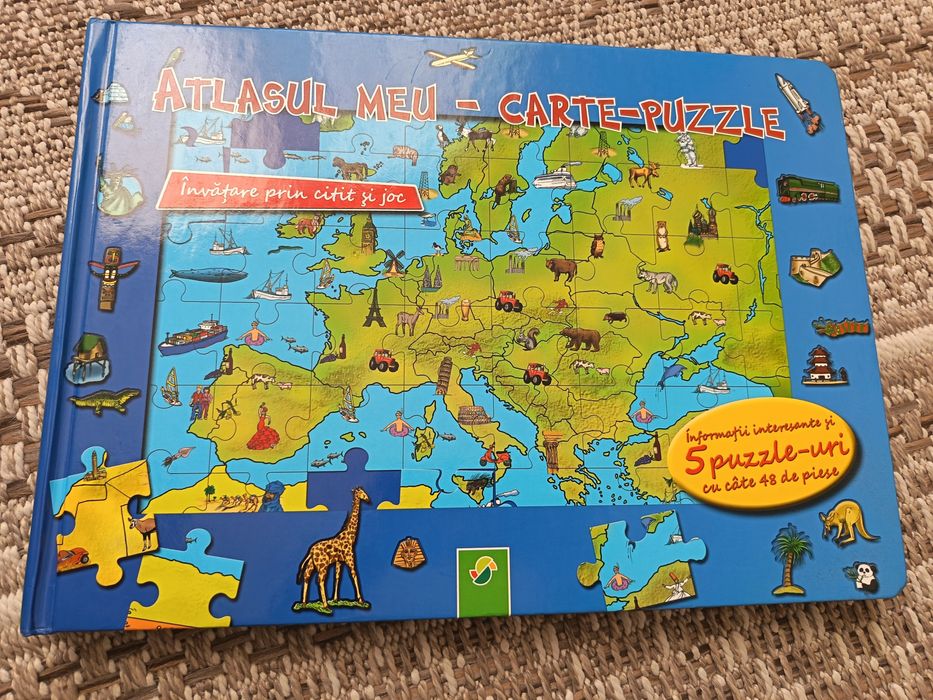 ATLASUL MEU - CARTE-PUZZLE
Învățare prin citit și joc
Informații interesante și
5 puzzle-uri
cu câte 48 de piese